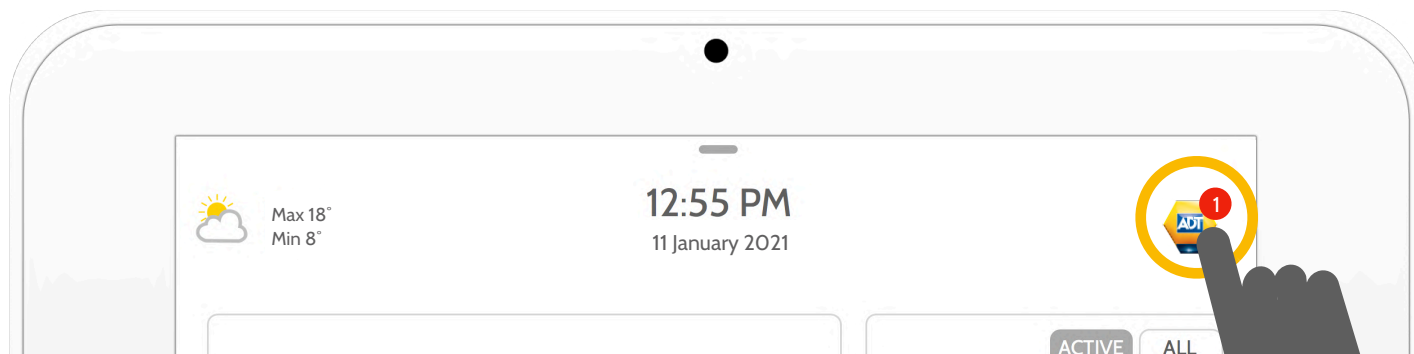 Max 18°
Min 8°
12:55 PM
11 January 2021
1
ADT
ACTIVE
ALL